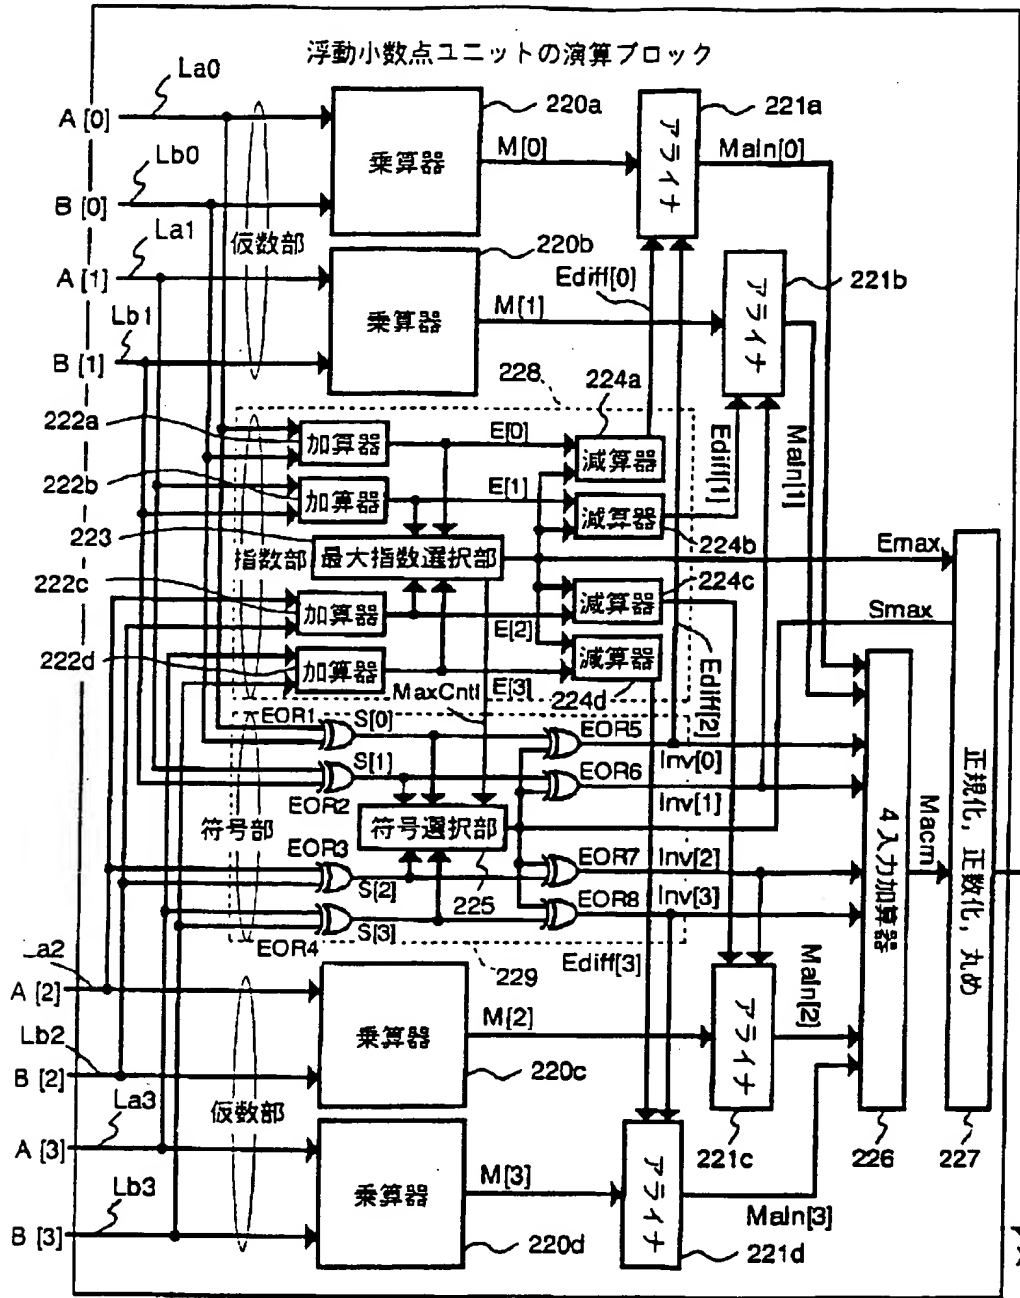 浮動小数点ユニットの演算ブロック
La0
A [0]
220a
221a
乗算器
M[0]
アライナ
Maln[0]
Lb0
B [0]
仮数部
La1
A [1]
220b
Ediff[0]
221b
乗算器
M[1]
アライナ
Lb1
B [1]
228
224a
222a
加算器
E[0]
減算器
Ediff[1]
Maln[1]
222b
加算器
E[1]
減算器
224b
223
指数部
最大指数選択部
Emax
222c
加算器
E[2]
減算器
224c
Smax
222d
加算器
E[3]
減算器
224d
Ediff[2]
MaxCntl
EOR1
S[0]
EOR5
Inv[0]
S[1]
EOR6
Inv[1]
EOR2
符号部
符号選択部
EOR3
S[2]
225
EOR7
Inv[2]
EOR8
Inv[3]
S[3]
EOR4
229
Ediff[3]
4入力加算器
Macm
正規化，正数化，丸め
La2
A [2]
乗算器
M[2]
アライナ
Maln[2]
Lb2
B [2]
220c
仮数部
La3
A [3]
乗算器
M[3]
アライナ
221c
226
227
Maln[3]
Lb3
B [3]
220d
221d